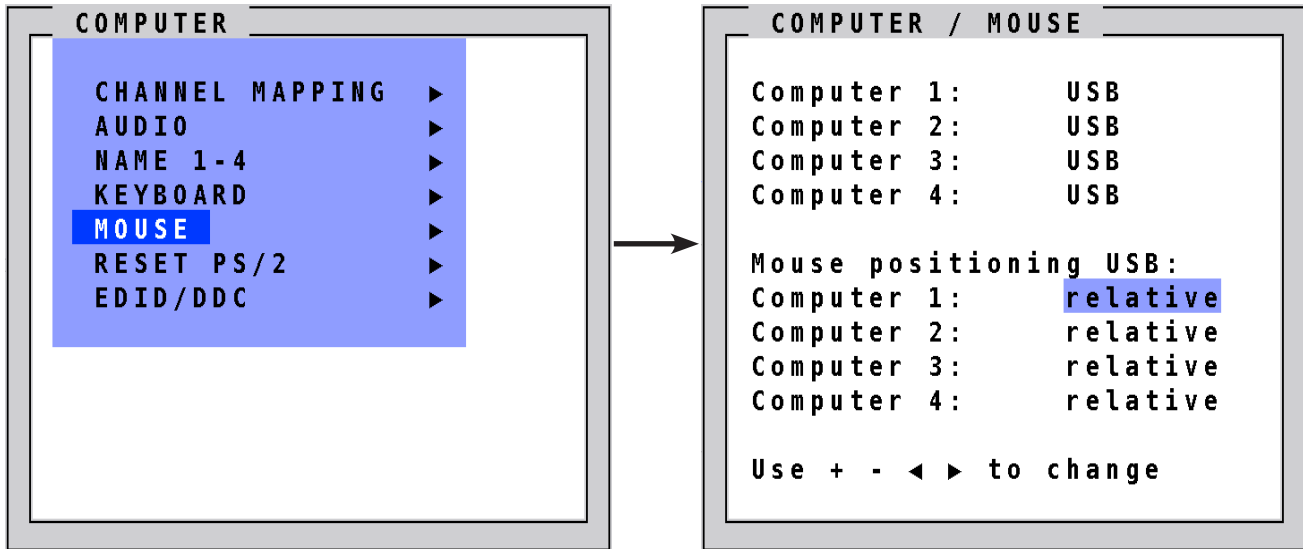 COMPUTER
CHANNEL MAPPING ▶
AUDIO ▶
NAME 1-4 ▶
KEYBOARD ▶
MOUSE ▶
RESET PS/2 ▶
EDID/DDC ▶
COMPUTER / MOUSE
Computer 1: USB
Computer 2: USB
Computer 3: USB
Computer 4: USB
Mouse positioning USB:
Computer 1: relative
Computer 2: relative
Computer 3: relative
Computer 4: relative
Use + - ◀ ▶ to change